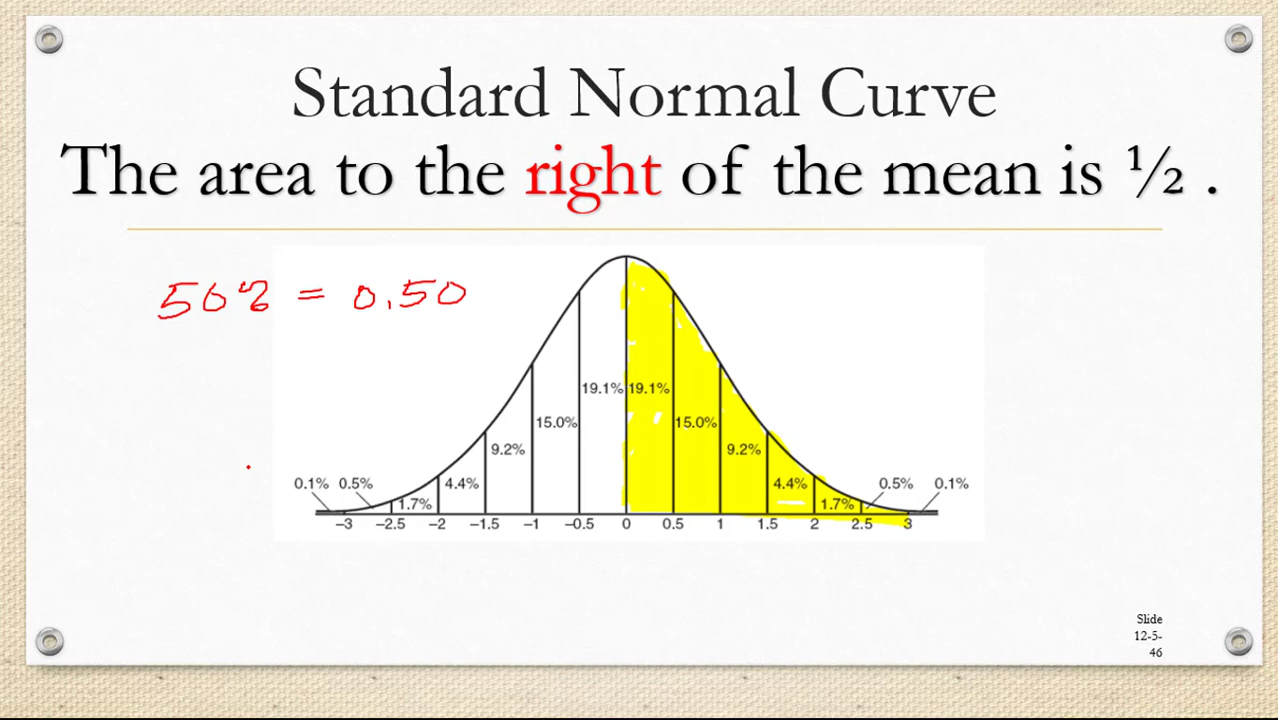 Standard Normal Curve
The area to the right of the mean is ½ .
50% = 0.50
19.1% 19.1%
15.0% 15.0%
9.2% 9.2%
0.1% 0.5% 4.4% 4.4% 0.5% 0.1%
1.7% 1.7%
−3 −2.5 −2 −1.5 −1 −0.5 0 0.5 1 1.5 2 2.5 3
Slide
12-5-
46